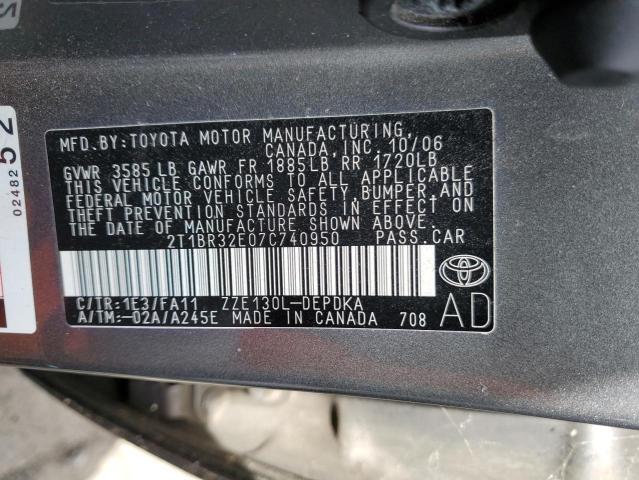 MFD. BY: TOYOTA MOTOR MANUFACTURING,
CANADA, INC. 10/06
GVWR 3585 LB GAWR FR 1885LB, RR 1720LB
THIS VEHICLE CONFORMS TO ALL APPLICABLE
FEDERAL MOTOR VEHICLE SAFETY, BUMPER, AND
THEFT PREVENTION STANDARDS IN EFFECT ON
THE DATE OF MANUFACTURE SHOWN ABOVE.
2T1BR32E07C740950 PASS.CAR
C/TR:1E3/FA11 ZZE130L-DEPDKA
A/TM:-02A/A245E MADE IN CANADA 708
AD
0248252
S